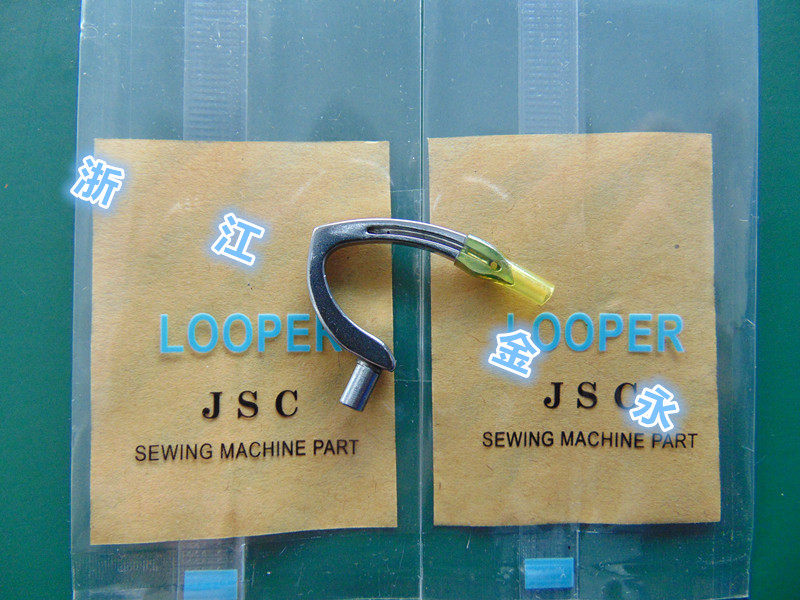 浙
江
金
永
LOOPER
JSC
SEWING MACHINE PART
LOOPER
JSC
SEWING MACHINE PART